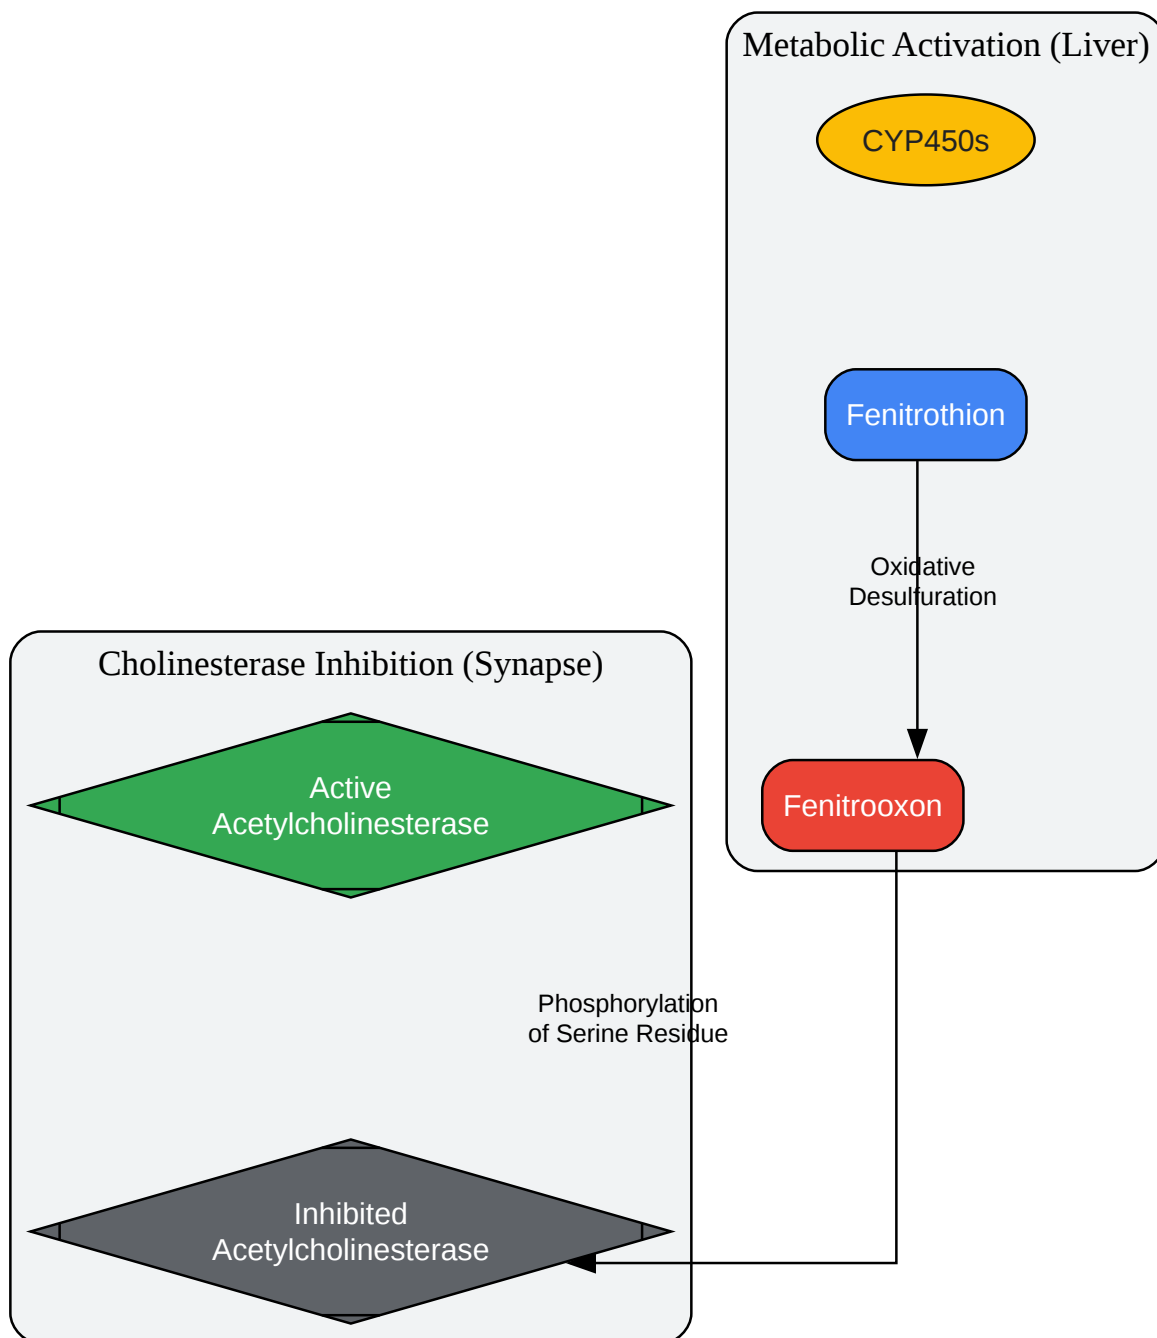 Metabolic Activation (Liver)
CYP450s
Fenitrothion
Oxidative
Desulfuration
Fenitrooxon
Cholinesterase Inhibition (Synapse)
Active
Acetylcholinesterase
Phosphorylation
of Serine Residue
Inhibited
Acetylcholinesterase